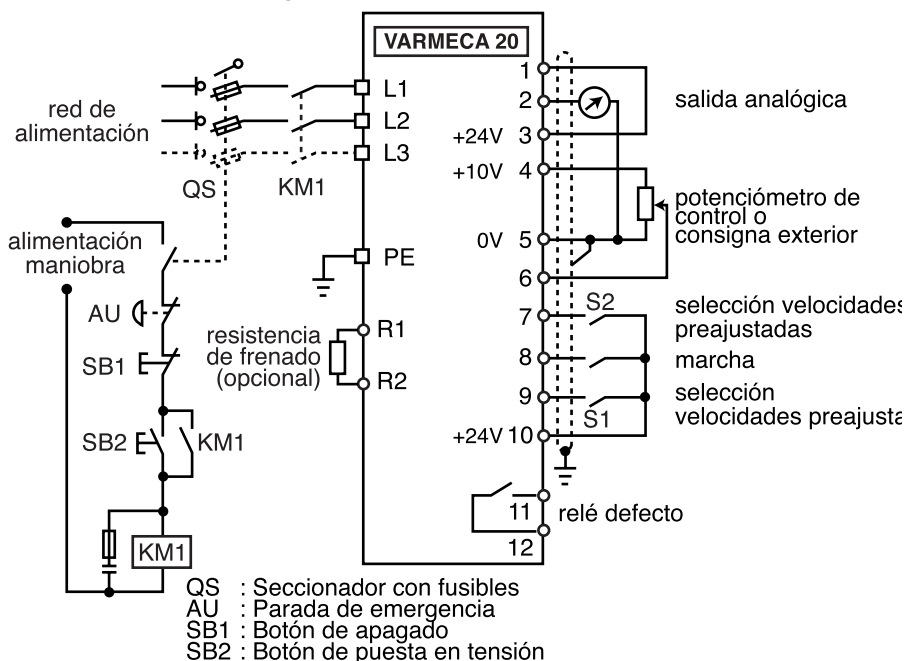 VARMECA 20
red de
alimentación
L1
L2
L3
QS
KM1
1
2
+24V 3
+10V 4
0V 5
6
7
8
9
+24V 10
11
12
salida analógica
potenciómetro de
control o
consigna exterior
S2
selección velocidades
preajustadas
marcha
selección
velocidades preajusta
S1
relé defecto
alimentación
maniobra
PE
AU
SB1
SB2
KM1
KM1
resistencia
de frenado
(opcional)
R1
R2
QS : Seccionador con fusibles
AU : Parada de emergencia
SB1 : Botón de apagado
SB2 : Botón de puesta en tensión